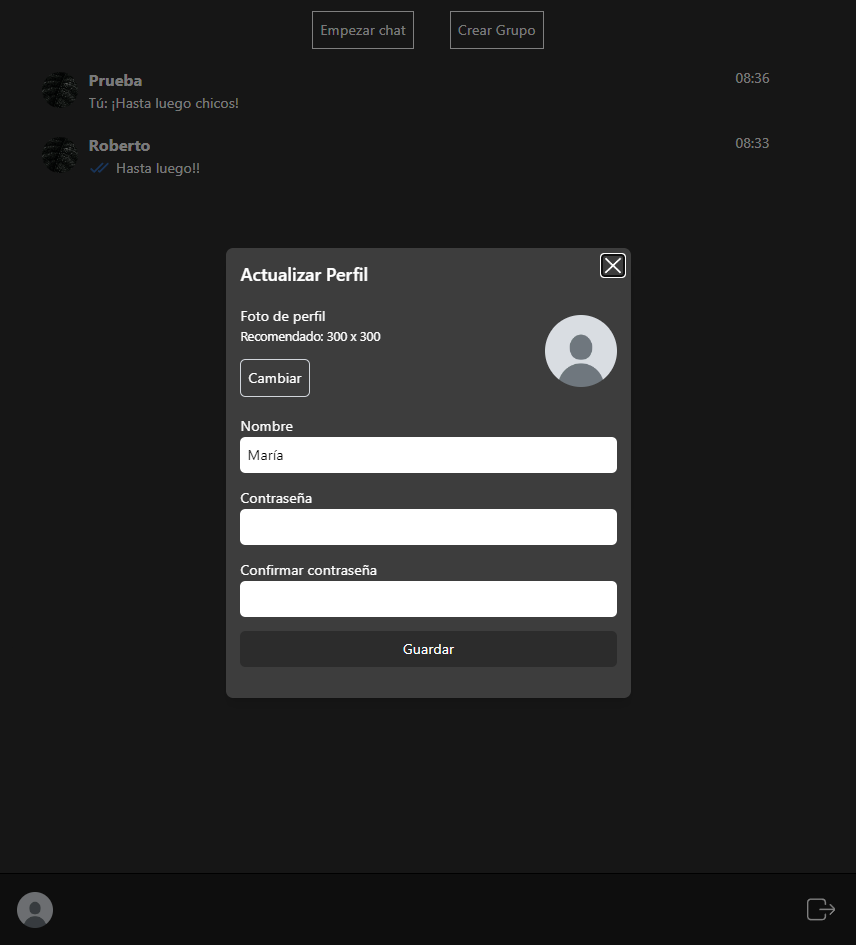 Empezar chat
Crear Grupo
Prueba
08:36
Tú: ¡Hasta luego chicos!
Roberto
08:33
Hasta luego!!
Actualizar Perfil
Foto de perfil
Recomendado: 300 x 300
Cambiar
Nombre
María
Contraseña
Confirmar contraseña
Guardar